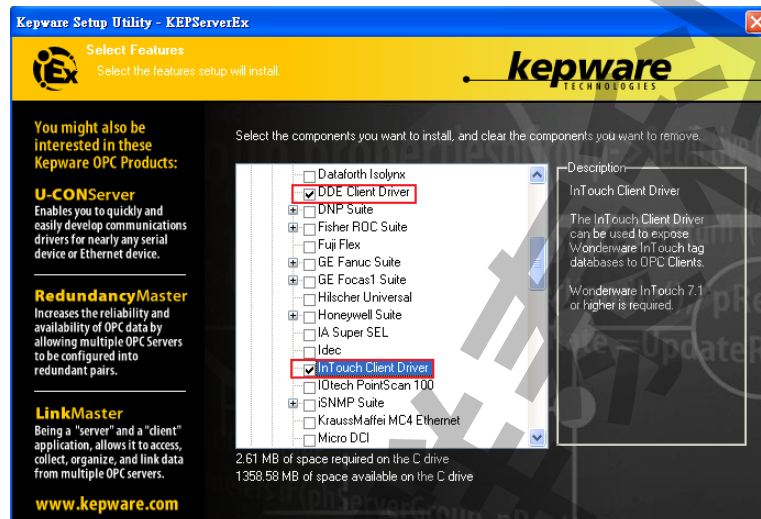 Kepware Setup Utility - KEPServerEx
Select Features
Select the features setup will install.
iEx
kepware
TECHNOLOGIES
You might also be
interested in these
Kepware OPC Products:
U-CONServer
Enables you to quickly and
easily develop communications
drivers for nearly any serial
device or Ethernet device.
RedundancyMaster
Increases the reliability and
availability of OPC data by
allowing multiple OPC Servers
to be configured into
redundant pairs.
LinkMaster
Being a "server" and a "client"
application, allows it to access,
collect, organize, and link data
from multiple OPC servers.
www.kepware.com
Select the components you want to install, and clear the components you want to remove.
Dataforth Isolynx
DDE Client Driver
DNP Suite
Fisher ROC Suite
Fuji Flex
GE Fanuc Suite
GE Focas1 Suite
Hilscher Universal
Honeywell Suite
IA Super SEL
Idec
InTouch Client Driver
IOtech PointScan 100
iSNMP Suite
KraussMaffei MC4 Ethernet
Micro DCI
2.61 MB of space required on the C drive
1358.58 MB of space available on the C drive
Description
InTouch Client Driver
The InTouch Client Driver
can be used to expose
Wonderware InTouch tag
databases to OPC Clients.
Wonderware InTouch 7.1
or higher is required.